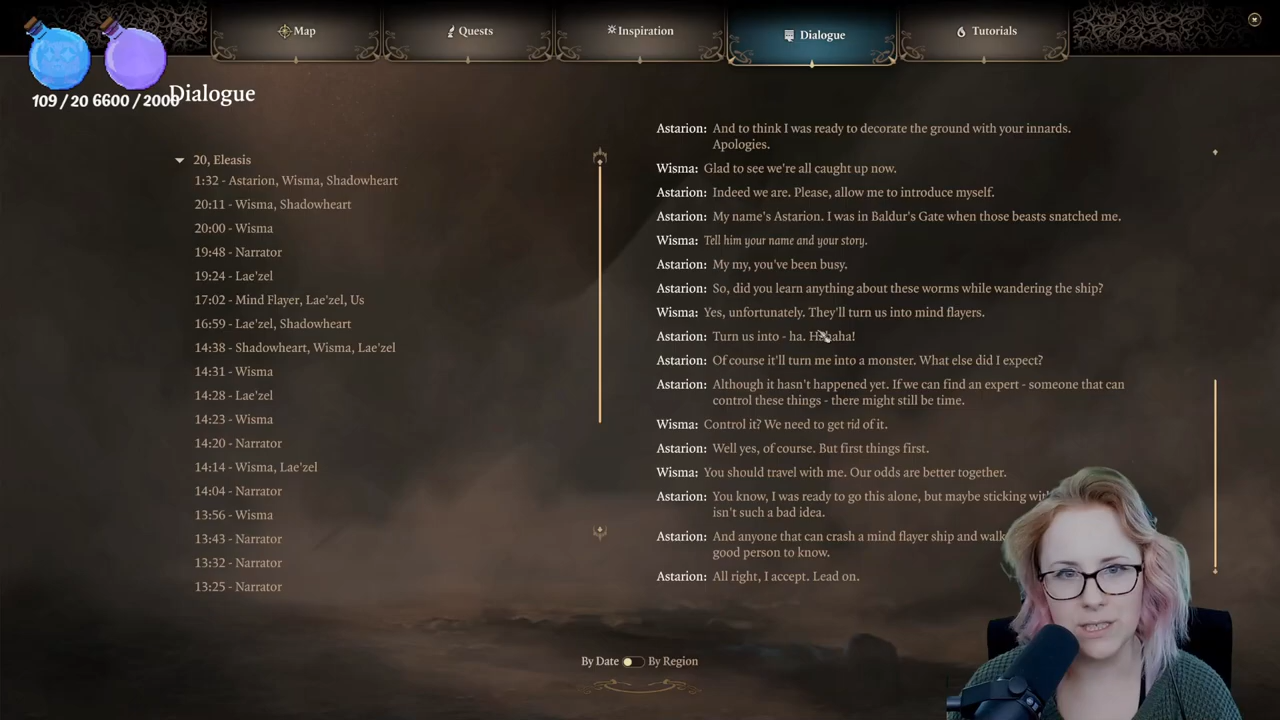 Map
Quests
Inspiration
Dialogue
Tutorials
109/20 6600/2000
Dialogue
20, Eleasis
1:32 - Astarion, Wisma, Shadowheart
20:11 - Wisma, Shadowheart
20:00 - Wisma
19:48 - Narrator
19:24 - Lae'zel
17:02 - Mind Flayer, Lae'zel, Us
16:59 - Lae'zel, Shadowheart
14:38 - Shadowheart, Wisma, Lae'zel
14:31 - Wisma
14:28 - Lae'zel
14:23 - Wisma
14:20 - Narrator
14:14 - Wisma, Lae'zel
14:04 - Narrator
13:56 - Wisma
13:43 - Narrator
13:32 - Narrator
13:25 - Narrator
Astarion: And to think I was ready to decorate the ground with your innards.
Apologies.
Wisma: Glad to see we're all caught up now.
Astarion: Indeed we are. Please, allow me to introduce myself.
Astarion: My name's Astarion. I was in Baldur's Gate when those beasts snatched me.
Wisma: Tell him your name and your story.
Astarion: My my, you've been busy.
Astarion: So, did you learn anything about these worms while wandering the ship?
Wisma: Yes, unfortunately. They'll turn us into mind flayers.
Astarion: Turn us into - ha. Hahaha!
Astarion: Of course it'll turn me into a monster. What else did I expect?
Astarion: Although it hasn't happened yet. If we can find an expert - someone that can
control these things - there might still be time.
Wisma: Control it? We need to get rid of it.
Astarion: Well yes, of course. But first things first.
Wisma: You should travel with me. Our odds are better together.
Astarion: You know, I was ready to go this alone, but maybe sticking
isn't such a bad idea.
Astarion: And anyone that can crash a mind flayer ship and walk
good person to know.
Astarion: All right, I accept. Lead on.
By Date By Region